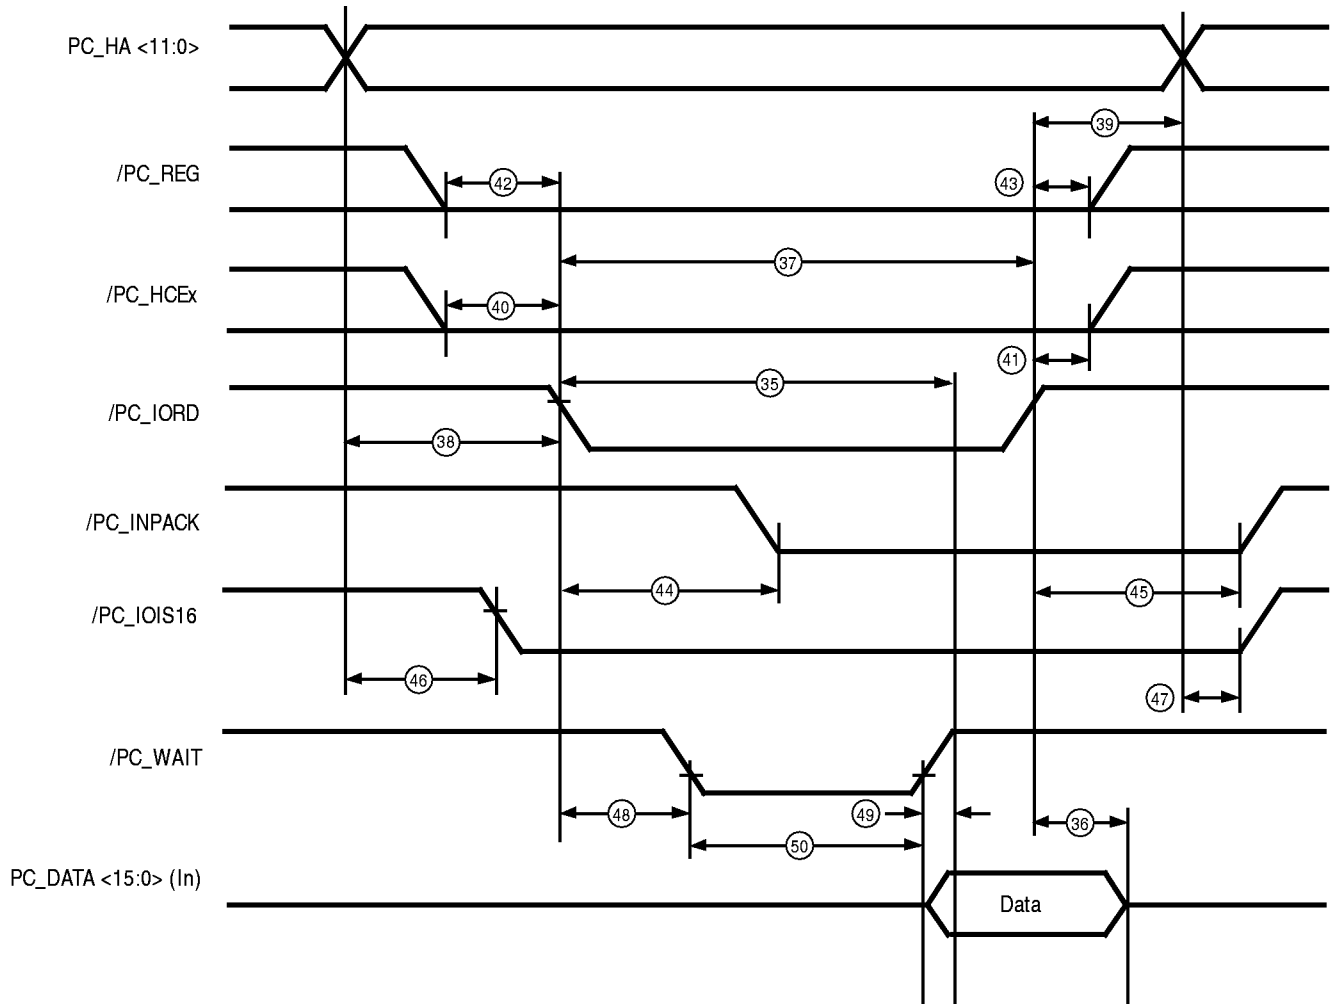 PC_HA <11:0>
39
/PC_REG
42
43
37
/PC_HCEx
40
41
35
/PC_IORD
38
/PC_INPACK
44
45
/PC_IOIS16
46
47
/PC_WAIT
48
49
36
50
PC_DATA <15:0> (In)
Data